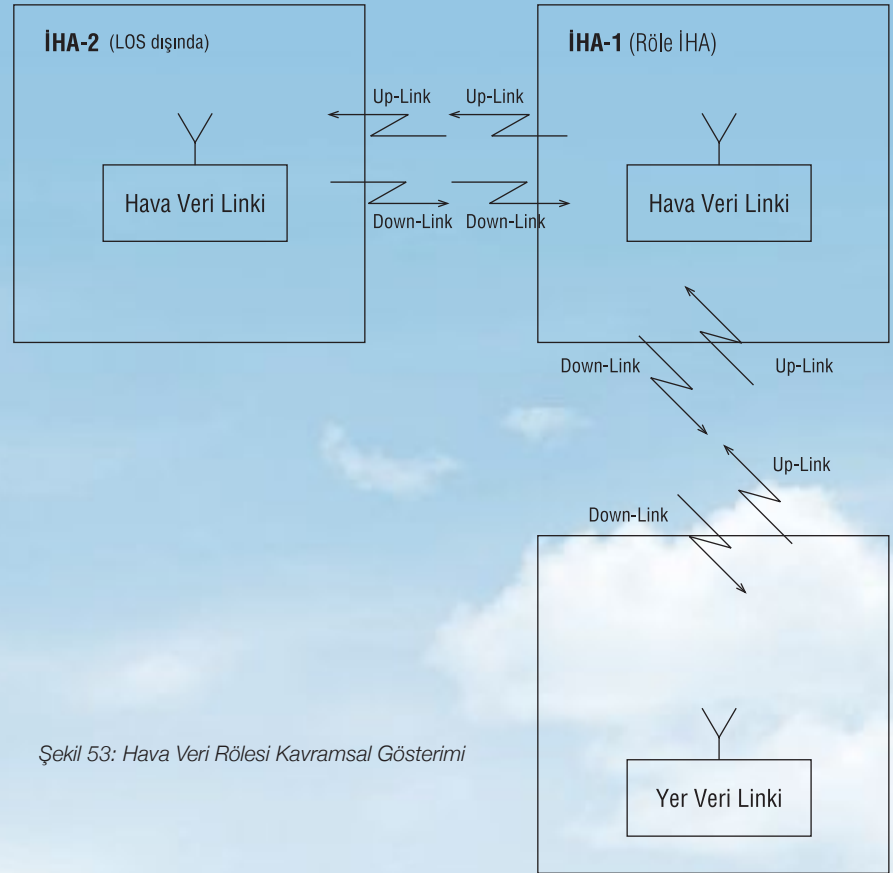 İHA-2 (LOS dışında)
İHA-1 (Röle İHA)
Up-Link
Up-Link
Hava Veri Linki
Down-Link
Down-Link
Hava Veri Linki
Down-Link
Up-Link
Up-Link
Down-Link
Şekil 53: Hava Veri Rölesi Kavramsal Gösterimi
Yer Veri Linki